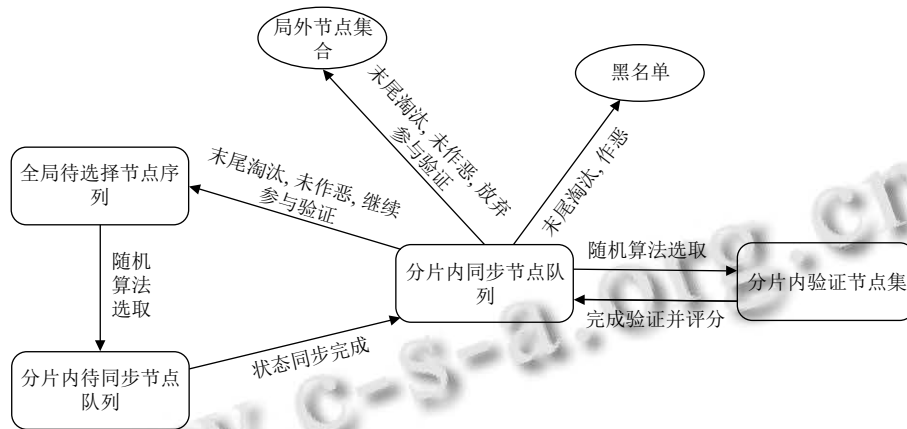 局外节点集
合
黑名单
末尾淘汰, 未作恶, 放弃
参与验证
末尾淘汰, 作恶
全局待选择节点序
列
末尾淘汰, 未作恶, 继续
参与验证
随机
算法
选取
分片内同步节点队
列
随机算法选取
分片内验证节点集
完成验证并评分
状态同步完成
分片内待同步节点
队列
www.c-s-a.org.cn